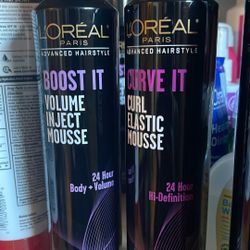 L'ORÉAL
PARIS
ADVANCED HAIRSTYLE
BOOST IT
VOLUME
INJECT
MOUSSE
24 Hour
Body + Volume
L'ORÉAL
PARIS
ADVANCED HAIRSTYLE
CURVE IT
CURL
ELASTIC
MOUSSE
24 Hour
Hi-Definition